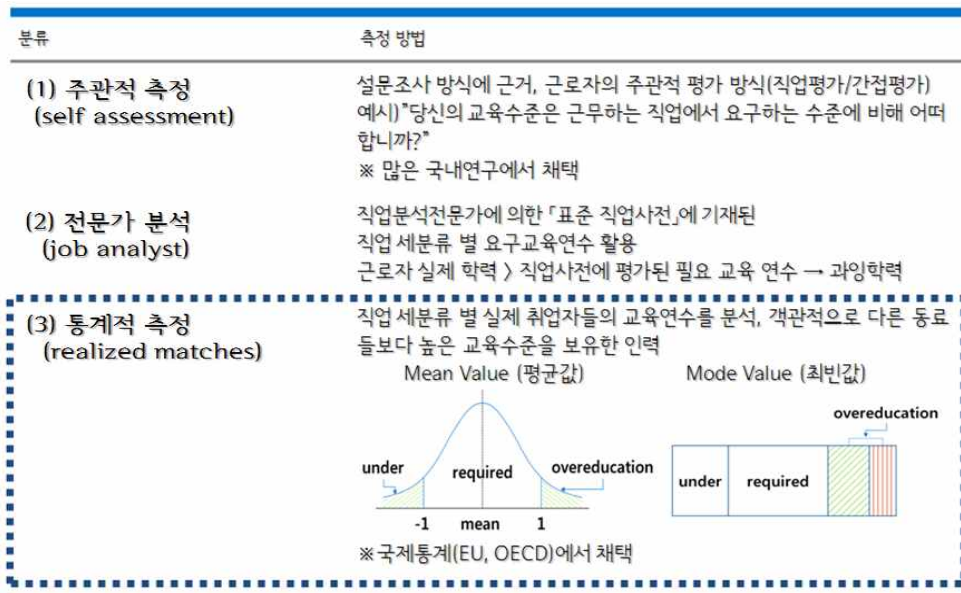 분류 측정 방법
(1) 주관적 측정
(self assessment)
설문조사 방식에 근거, 근로자의 주관적 평가 방식(직업평가/간접평가)
예시)"당신의 교육수준은 근무하는 직업에서 요구하는 수준에 비해 어떠
합니까?"
※ 많은 국내연구에서 채택
(2) 전문가 분석
(job analyst)
직업분석전문가에 의한 「표준 직업사전」에 기재된
직업 세분류 별 요구교육연수 활용
근로자 실제 학력 > 직업사전에 평가된 필요 교육 연수 → 과잉학력
(3) 통계적 측정
(realized matches)
직업 세분류 별 실제 취업자들의 교육연수를 분석, 객관적으로 다른 동료
들보다 높은 교육수준을 보유한 인력
Mean Value (평균값) Mode Value (최빈값)
overeducation
under required overeducation
under required
-1 mean 1
※국제통계(EU, OECD)에서 채택